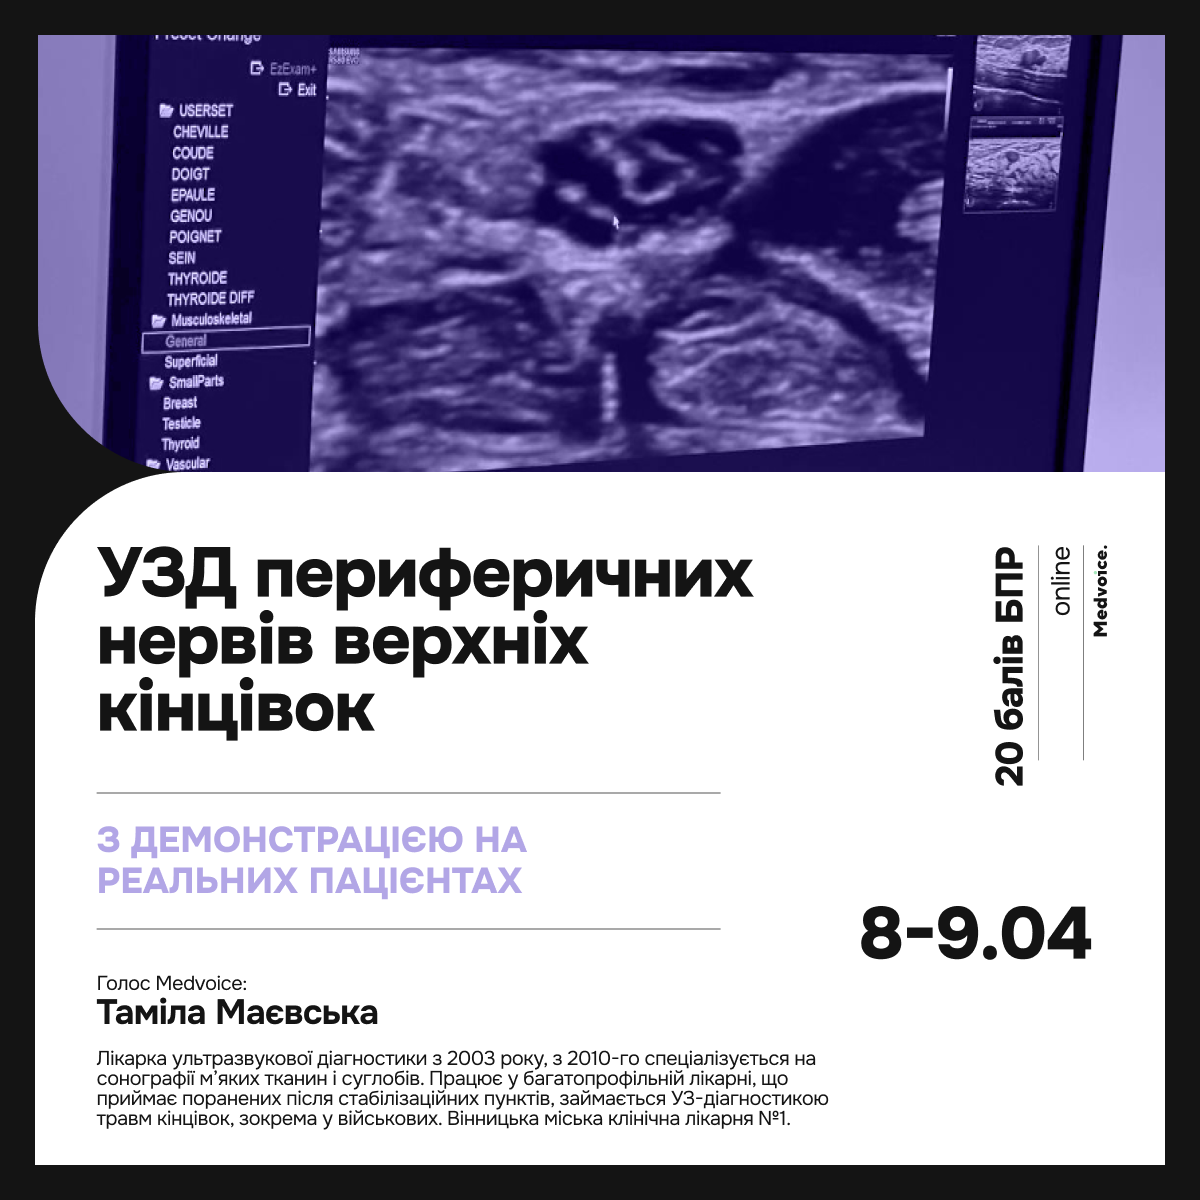 Preset Change
EzExam+
Exit
USERSET
CHEVILLE
COUDE
DOIGT
EPAULE
GENOU
POIGNET
SEIN
THYROIDE
THYROIDE DIFF
Musculoskeletal
General
Superficial
SmallParts
Breast
Testicle
Thyroid
Vascular
SAMSUNG
УЗД периферичних
нервів верхніх
кінцівок
20 балів БПР
online
Medvoice.
З ДЕМОНСТРАЦІЄЮ НА
РЕАЛЬНИХ ПАЦІЄНТАХ
8-9.04
Голос Medvoice:
Таміла Маєвська
Лікарка ультразвукової діагностики з 2003 року, з 2010-го спеціалізується на
сонографії м’яких тканин і суглобів. Працює у багатопрофільній лікарні, що
приймає поранених після стабілізаційних пунктів, займається УЗ-діагностикою
травм кінцівок, зокрема у військових. Вінницька міська клінічна лікарня №1.